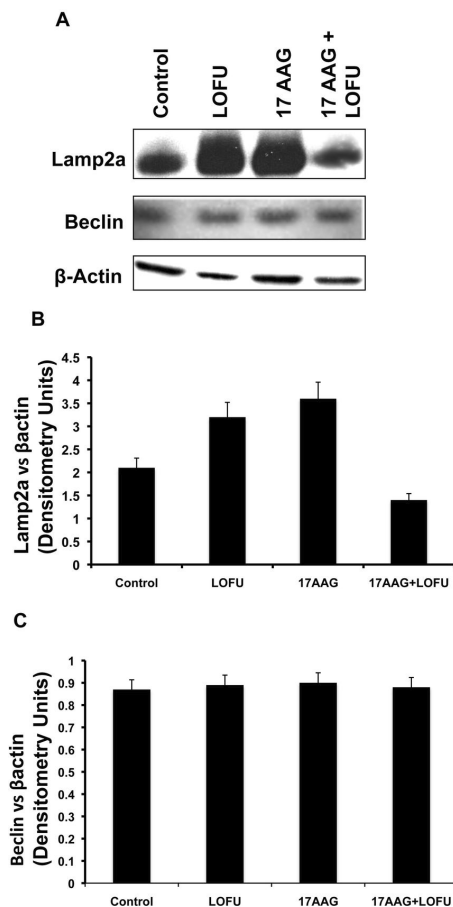 A
Control
LOFU
17 AAG
17 AAG +
LOFU
Lamp2a
Beclin
β-Actin
B
Lamp2a vs βactin
(Densitometry Units)
4.5
4
3.5
3
2.5
2
1.5
1
0.5
0
Control
LOFU
17AAG
17AAG+LOFU
C
Beclin vs βactin
(Densitometry Units)
1
0.9
0.8
0.7
0.6
0.5
0.4
0.3
0.2
0.1
0
Control
LOFU
17AAG
17AAG+LOFU